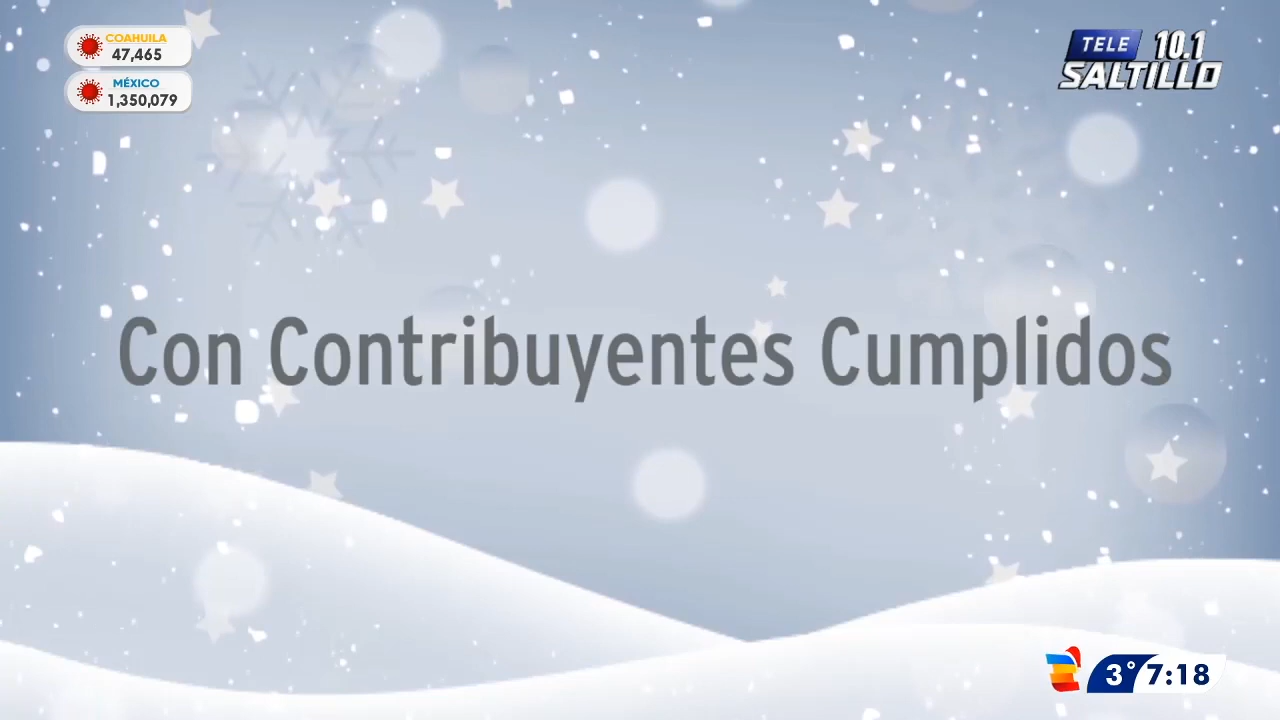 COAHUILA
47,465
MÉXICO
1,350,079
TELE 10.1
SALTILLO
Con Contribuyentes Cumplidos
3° 7:18